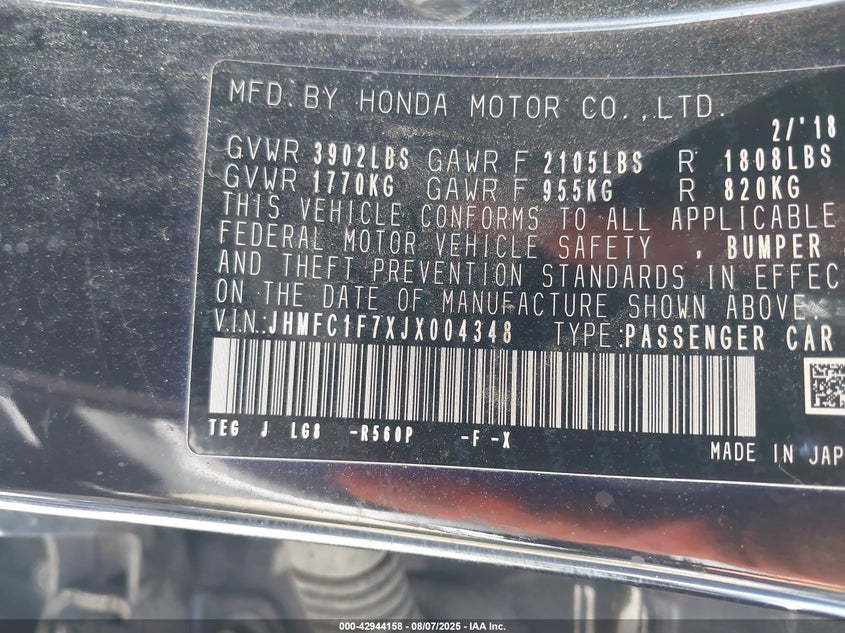 MFD. BY HONDA MOTOR CO., LTD.
2/'18
GVWR 3902LBS GAWR F 2105LBS R 1808LBS
GVWR 1770KG GAWR F 955KG R 820KG
THIS VEHICLE CONFORMS TO ALL APPLICABLE
FEDERAL MOTOR VEHICLE SAFETY , BUMPER
AND THEFT PREVENTION STANDARDS IN EFFEC
ON THE DATE OF MANUFACTURE SHOWN ABOVE.
V.I.N.:JHMFC1F7XJX004348 TYPE:PASSENGER CAR
TEG J LG8 -R560P -F -X
MADE IN JAP
000-42944158 - 08/07/2025 - IAA Inc.